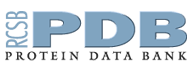 RCSB
PDB
PROTEIN DATA BANK